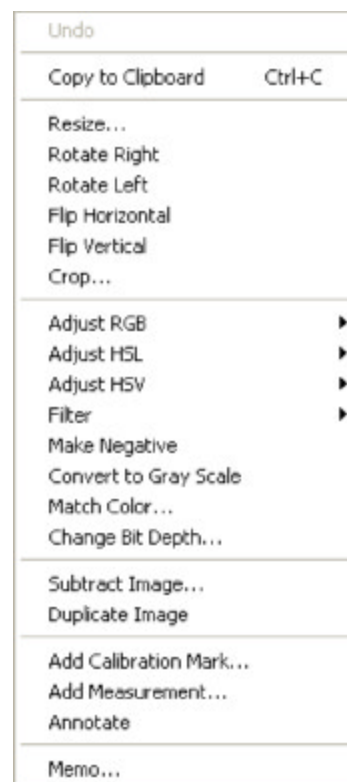 Undo
Copy to Clipboard Ctrl+C
Resize...
Rotate Right
Rotate Left
Flip Horizontal
Flip Vertical
Crop...
Adjust RGB
Adjust HSL
Adjust HSV
Filter
Make Negative
Convert to Gray Scale
Match Color...
Change Bit Depth...
Subtract Image...
Duplicate Image
Add Calibration Mark...
Add Measurement...
Annotate
Memo...